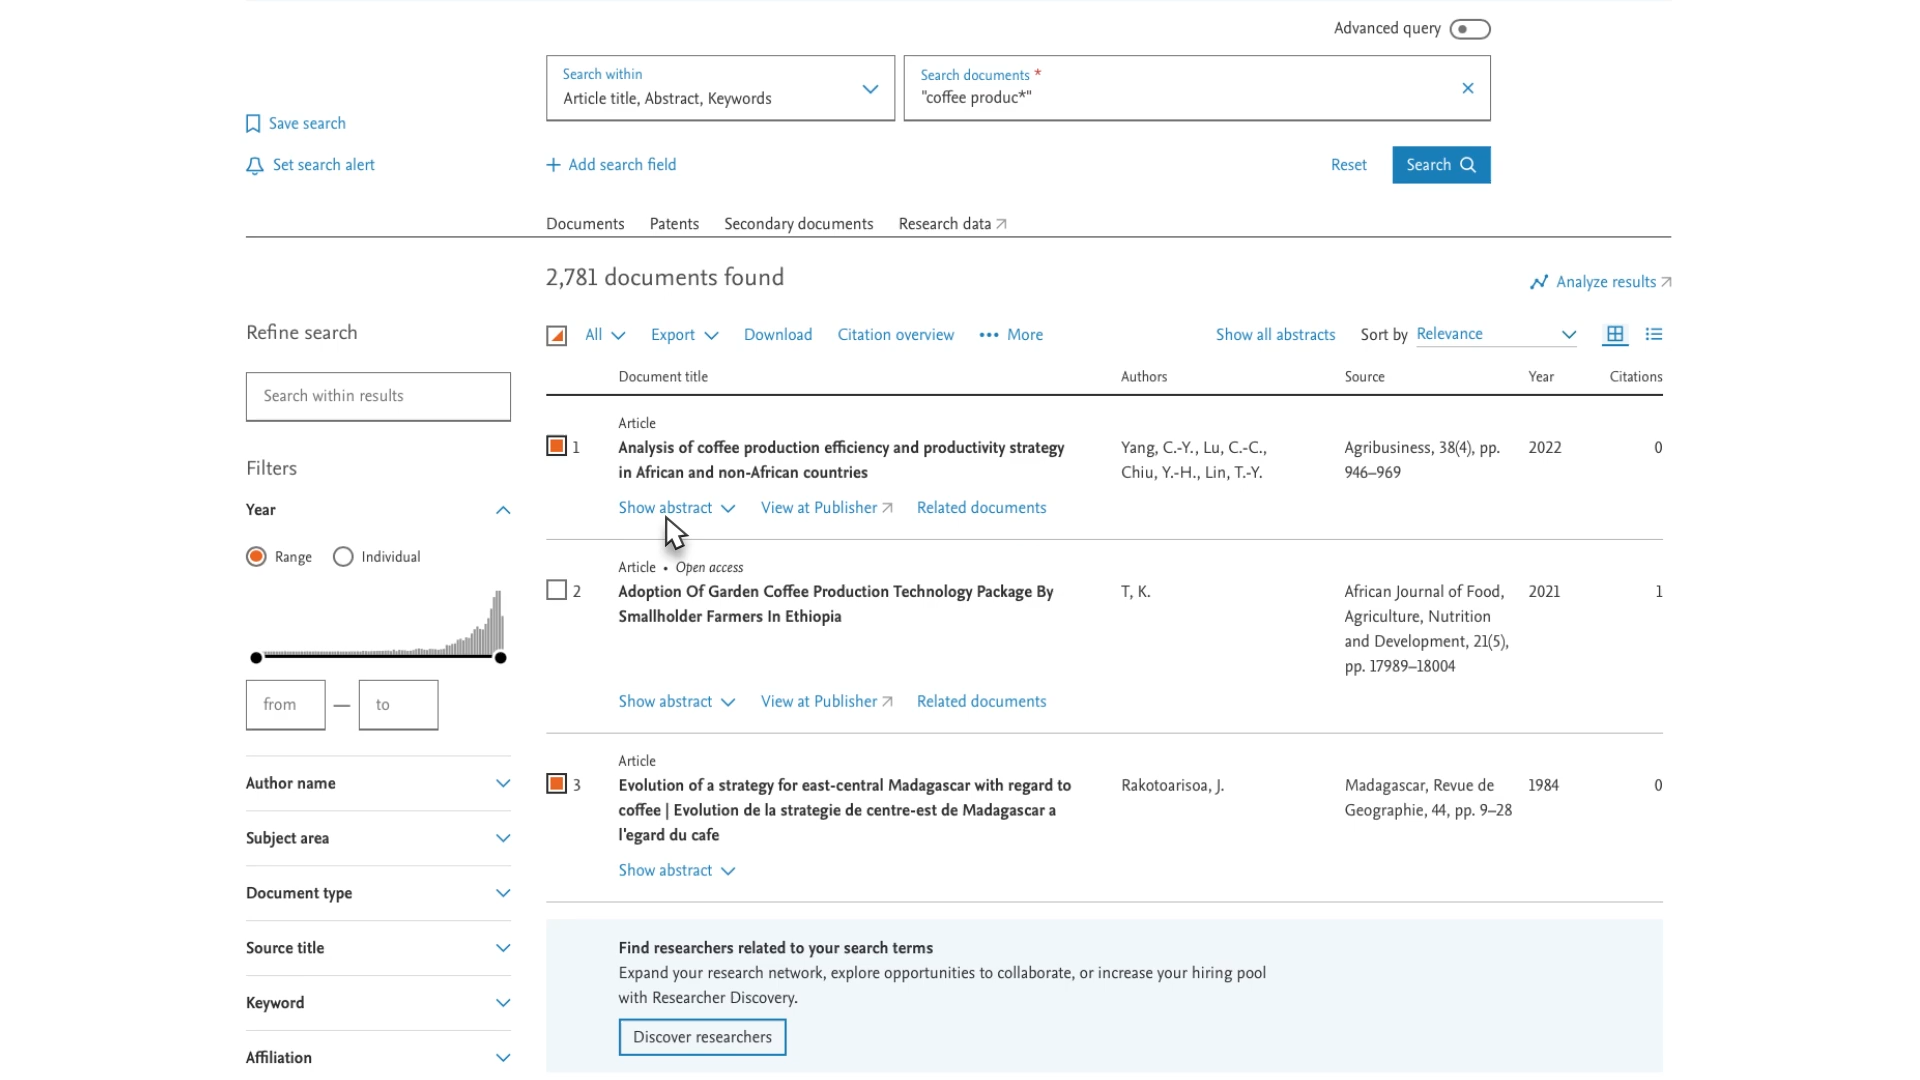 Advanced query
Search within
Article title, Abstract, Keywords
Search documents *
"coffee produc*"
Save search
Set search alert
Add search field
Reset
Search
Documents Patents Secondary documents Research data
2,781 documents found
Analyze results
Refine search
Search within results
Filters
Year
Range Individual
from — to
Author name
Subject area
Document type
Source title
Keyword
Affiliation
All Export Download Citation overview ••• More Show all abstracts Sort by Relevance
Document title Authors Source Year Citations
Article
1 Analysis of coffee production efficiency and productivity strategy Yang, C.-Y., Lu, C.-C., Agribusiness, 38(4), pp. 2022 0
in African and non-African countries Chiu, Y.-H., Lin, T.-Y. 946–969
Show abstract View at Publisher Related documents
Article • Open access
2 Adoption Of Garden Coffee Production Technology Package By T, K. African Journal of Food, 2021 1
Smallholder Farmers In Ethiopia Agriculture, Nutrition
and Development, 21(5),
pp. 17989–18004
Show abstract View at Publisher Related documents
Article
3 Evolution of a strategy for east-central Madagascar with regard to Rakotoarisoa, J. Madagascar, Revue de 1984 0
coffee | Evolution de la strategie de centre-est de Madagascar a Geographie, 44, pp. 9–28
l'egard du cafe
Show abstract
Find researchers related to your search terms
Expand your research network, explore opportunities to collaborate, or increase your hiring pool
with Researcher Discovery.
Discover researchers